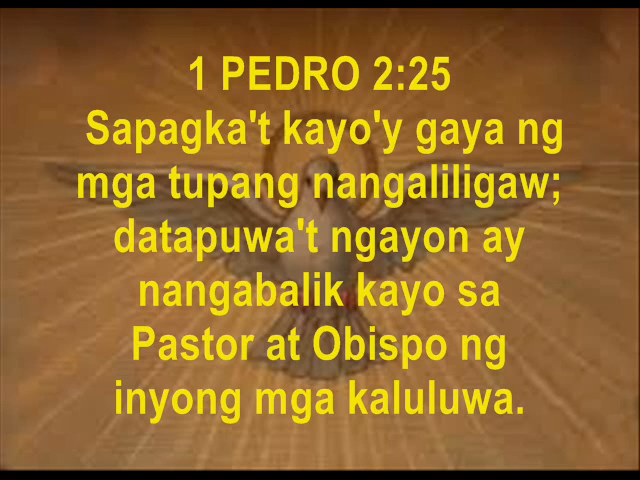 1 PEDRO 2:25
Sapagka't kayo'y gaya ng
mga tupang nangaliligaw;
datapuwa't ngayon ay
nangabalik kayo sa
Pastor at Obispo ng
inyong mga kaluluwa.